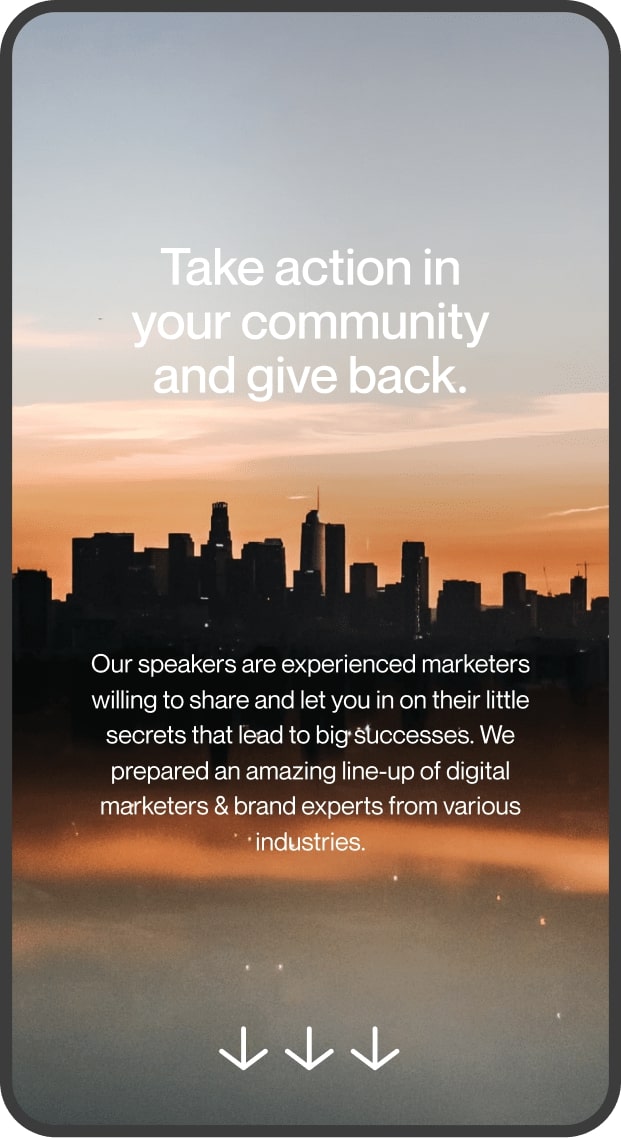 Take action in
your community
and give back.
Our speakers are experienced marketers
willing to share and let you in on their little
secrets that lead to big successes. We
prepared an amazing line-up of digital
marketers & brand experts from various
industries.